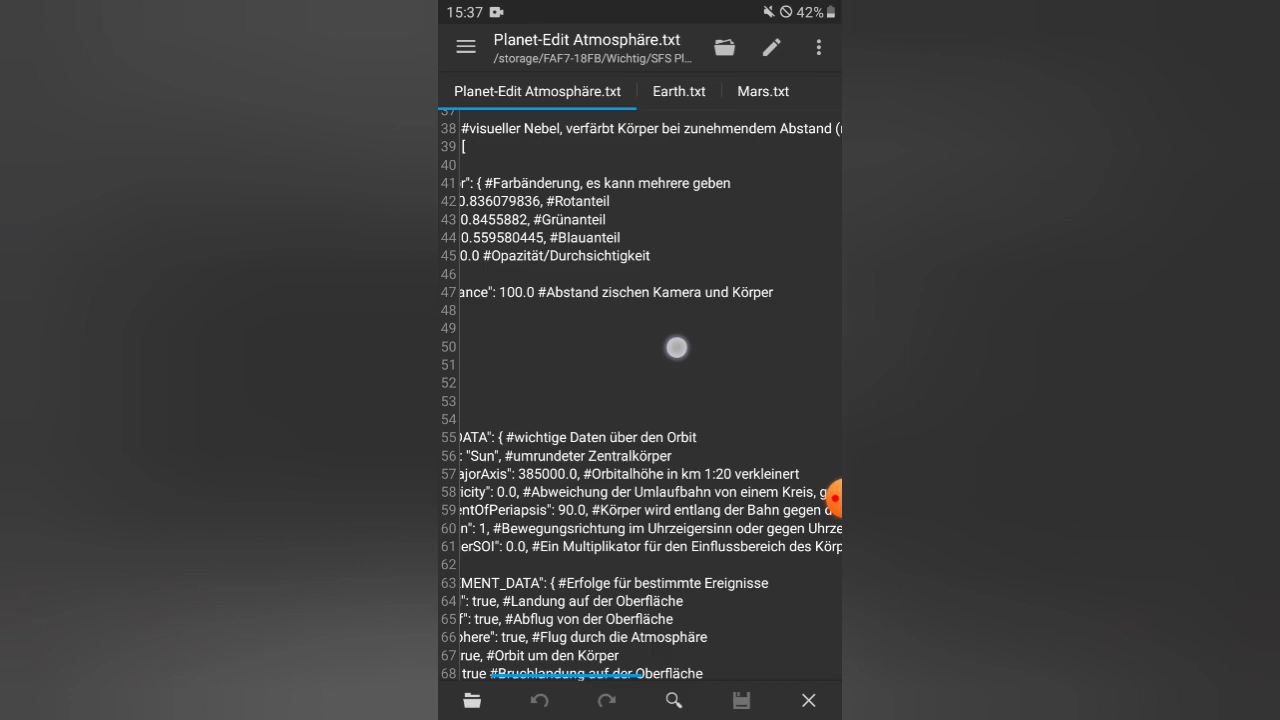 15:37
42%
Planet-Edit Atmosphäre.txt
/storage/FAF7-18FB/Wichtig/SFS Pl...
Planet-Edit Atmosphäre.txt
Earth.txt
Mars.txt
37
38 #visueller Nebel, verfärbt Körper bei zunehmendem Abstand (
39 [
40
41 r": { #Farbänderung, es kann mehrere geben
42 0.836079836, #Rotanteil
43 0.8455882, #Grünanteil
44 0.559580445, #Blauanteil
45 0.0 #Opazität/Durchsichtigkeit
46
47 ance": 100.0 #Abstand zischen Kamera und Körper
48
49
50
51
52
53
54
55 DATA": { #wichtige Daten über den Orbit
56 : "Sun", #umrundeter Zentralkörper
57 ajorAxis": 385000.0, #Orbitalhöhe in km 1:20 verkleinert
58 icity": 0.0, #Abweichung der Umlaufbahn von einem Kreis, g
59 entOfPeriapsis": 90.0, #Körper wird entlang der Bahn gegen d
60 n": 1, #Bewegungsrichtung im Uhrzeigersinn oder gegen Uhrze
61 erSOI": 0.0, #Ein Multiplikator für den Einflussbereich des Körp
62
63 EMENT_DATA": { #Erfolge für bestimmte Ereignisse
64 ": true, #Landung auf der Oberfläche
65 f": true, #Abflug von der Oberfläche
66 phere": true, #Flug durch die Atmosphäre
67 rue, #Orbit um den Körper
68 true #Bruchlandung auf der Oberfläche